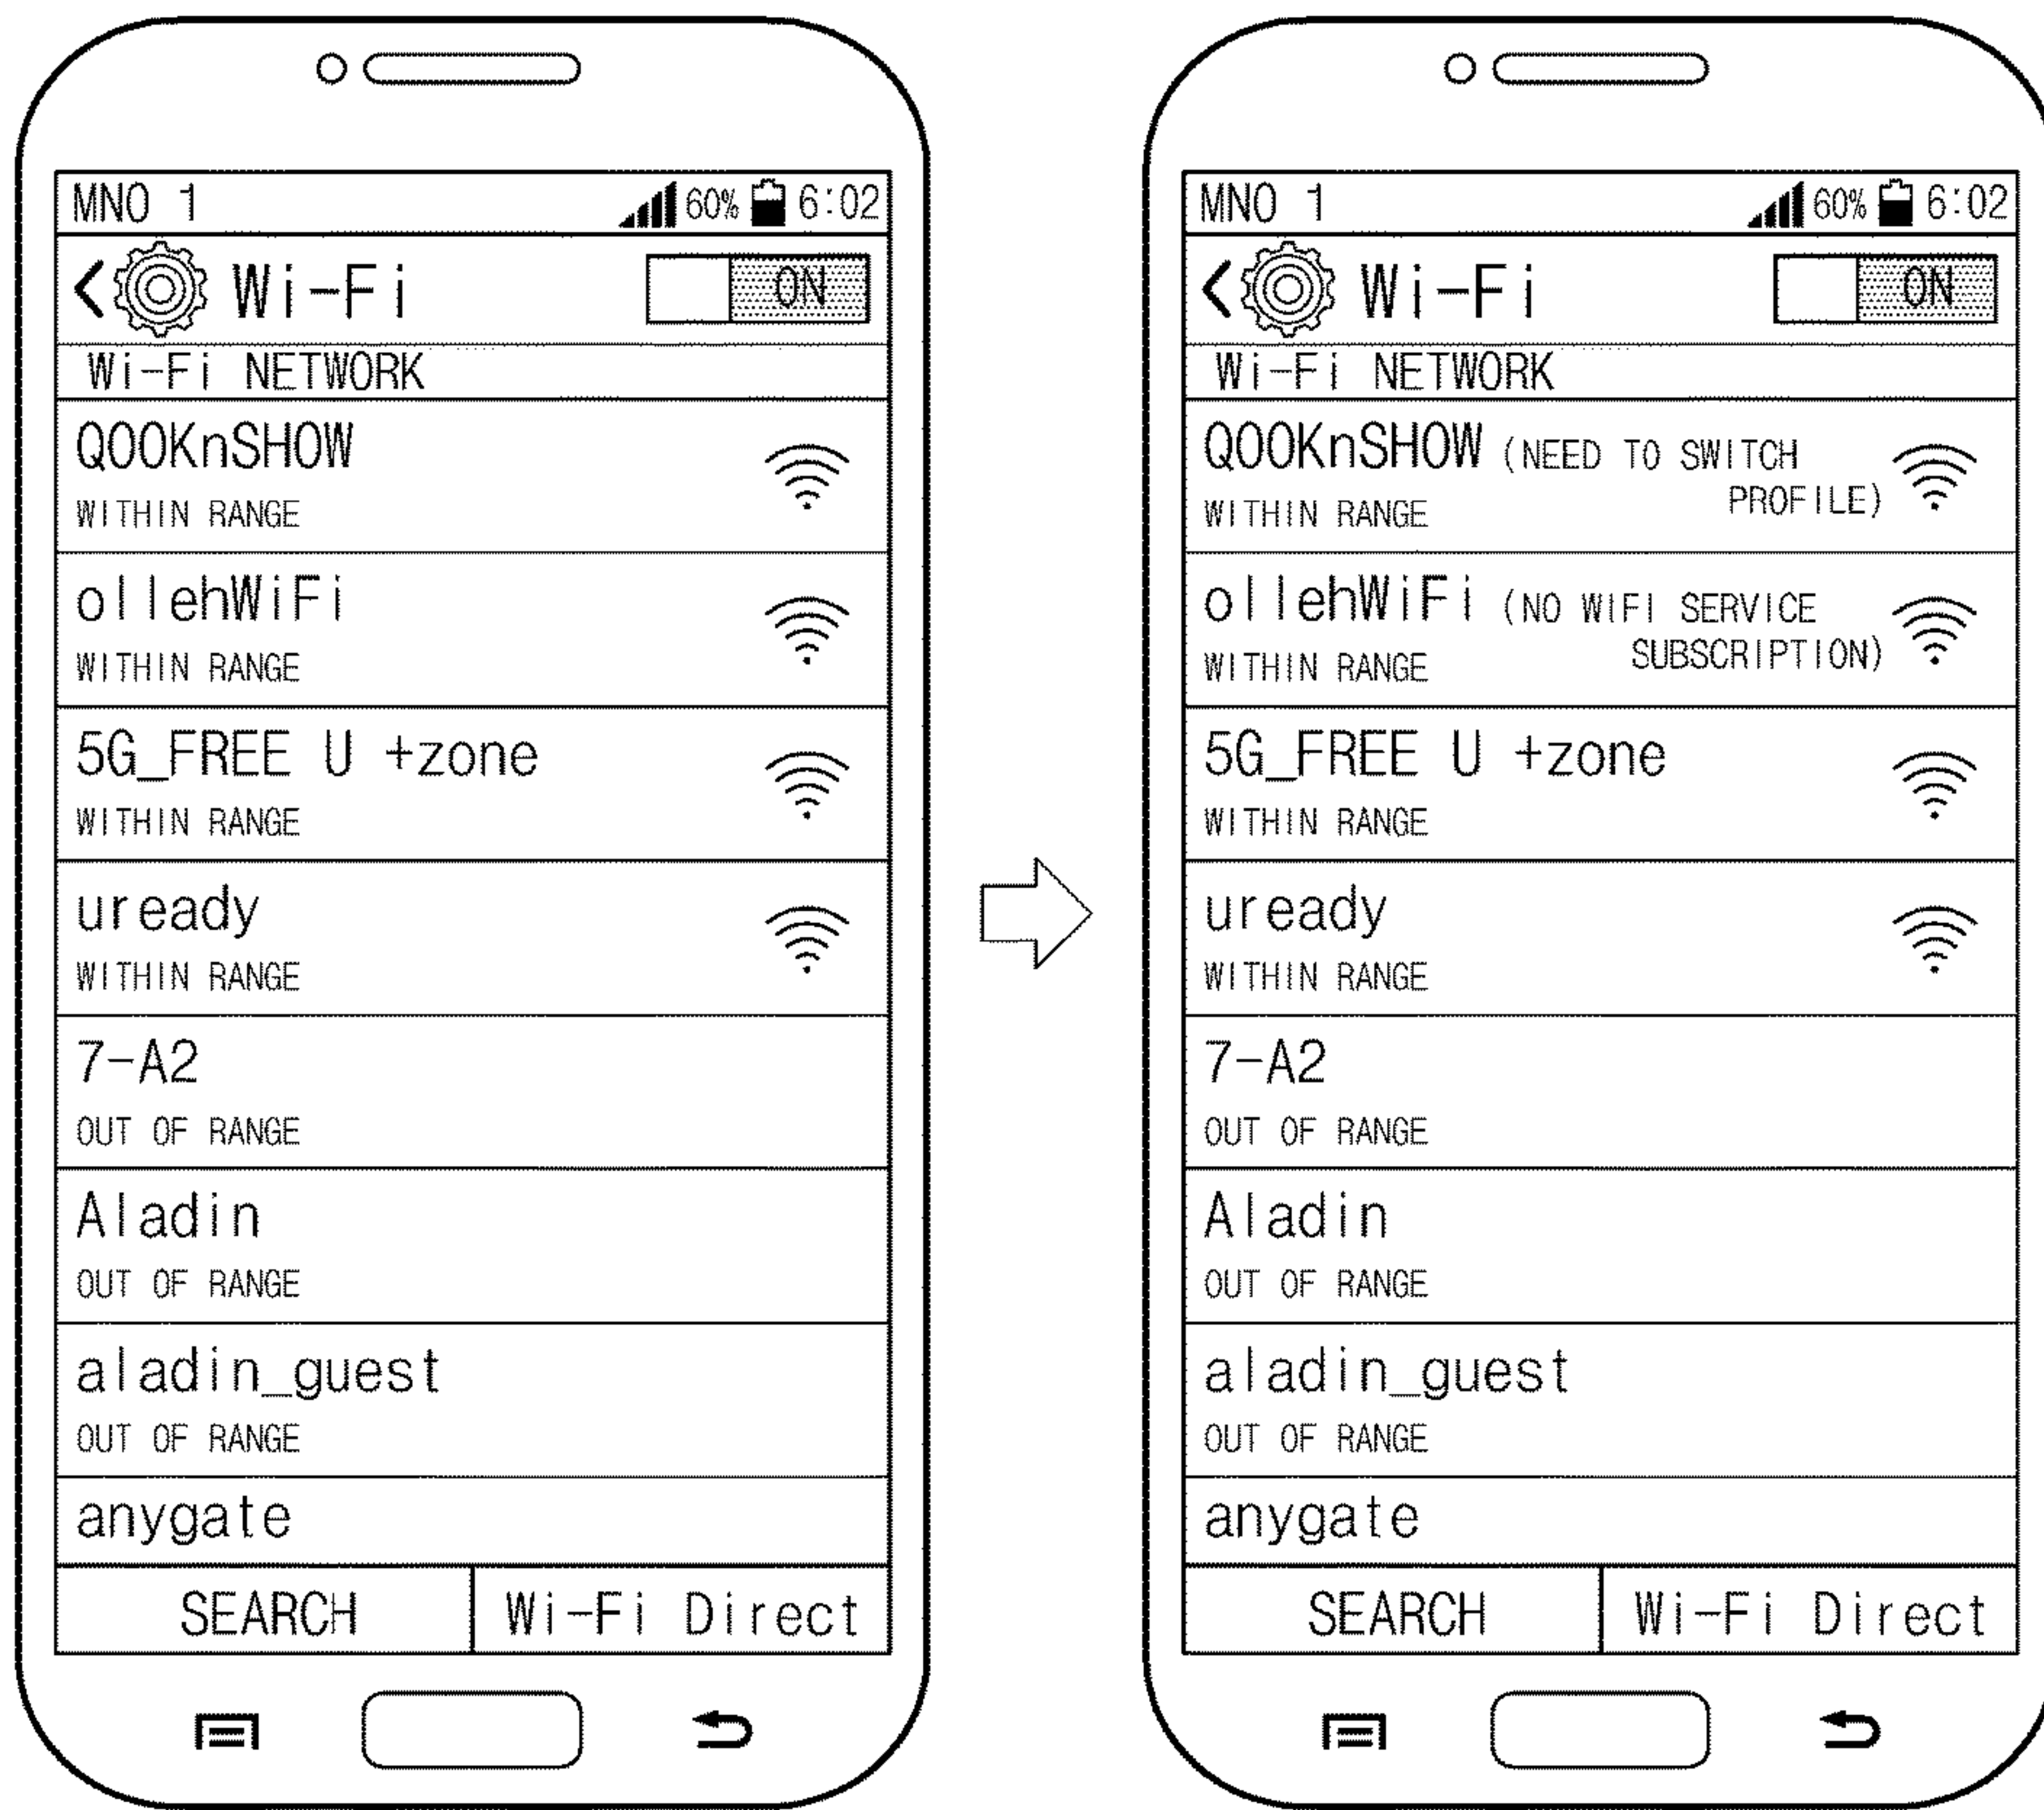 MNO 1 60% 6:02
Wi-Fi ON
Wi-Fi NETWORK
QOOKnSHOW
WITHIN RANGE
ollehWiFi
WITHIN RANGE
5G_FREE U +zone
WITHIN RANGE
uready
WITHIN RANGE
7-A2
OUT OF RANGE
Aladin
OUT OF RANGE
aladin_guest
OUT OF RANGE
anygate
SEARCH Wi-Fi Direct
MNO 1 60% 6:02
Wi-Fi ON
Wi-Fi NETWORK
QOOKnSHOW (NEED TO SWITCH
PROFILE)
WITHIN RANGE
ollehWiFi (NO WIFI SERVICE
SUBSCRIPTION)
WITHIN RANGE
5G_FREE U +zone
WITHIN RANGE
uready
WITHIN RANGE
7-A2
OUT OF RANGE
Aladin
OUT OF RANGE
aladin_guest
OUT OF RANGE
anygate
SEARCH Wi-Fi Direct